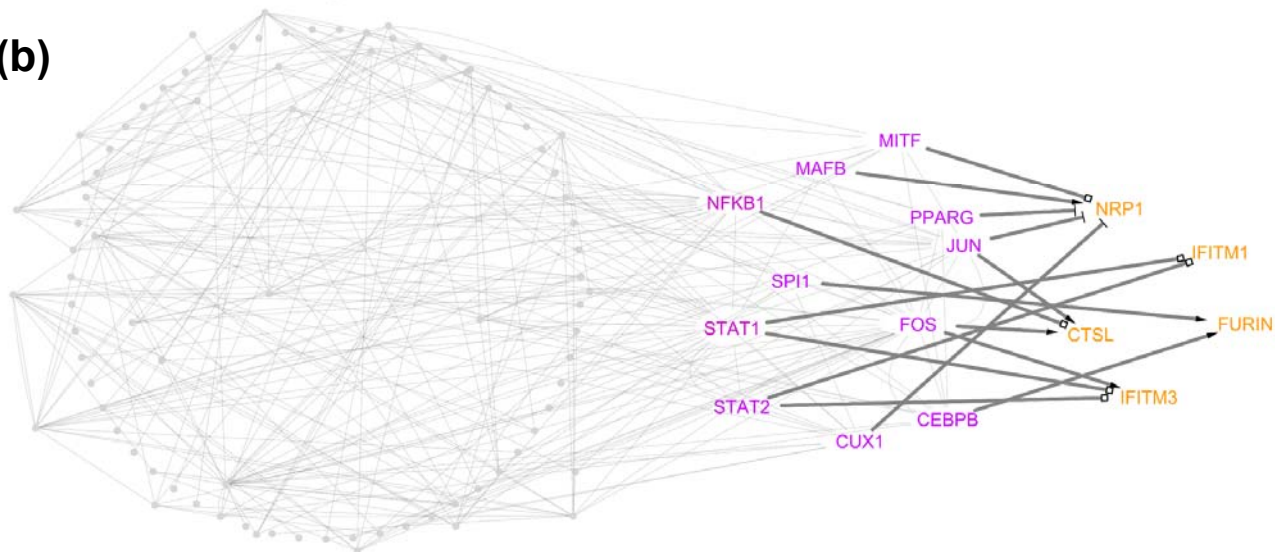 (b)
MITF
MAFB
NFKB1
PPARG
NRP1
JUN
IFITM1
SPI1
STAT1
FOS
CTSL
FURIN
STAT2
IFITM3
CEBPB
CUX1